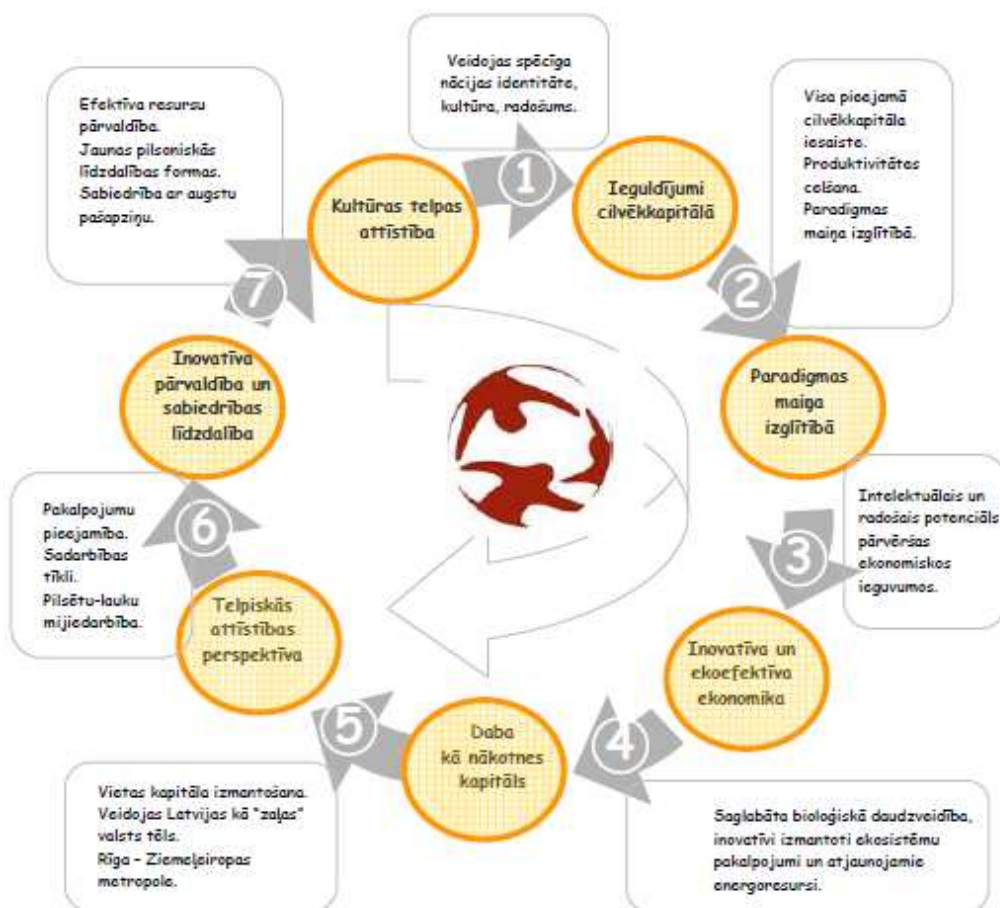 Veidojas spēcīga
nācijas identitāte,
kultūra, radošums.
Efektīva resursu
pārvaldība.
Jaunas pilsoniskās
līdzdalības formas.
Sabiedrība ar augstu
pašapziņu.
Visa pieejamā
cilvēkkapitāla
iesaiste.
Produktivitātes
celšana.
Paradigmas
maiņa izglītībā.
1
Kultūras telpas
attīstība
Ieguldījumi
cilvēkkapitālā
2
7
Inovatīva
pārvaldība un
sabiedrības
līdzdalība
Paradigmas
maiņa
izglītībā
Pakalpojumu
pieejamība.
Sadarbības
tīkli.
Pilsētu-lauku
mijiedarbība.
6
3
Intelektuālais un
radošais potenciāls
pārvēršas
ekonomiskos
ieguvumos.
Telpiskās
attīstības
perspektīva
Inovatīva un
ekoefektīva
ekonomika
5
Daba
kā nākotnes
kapitāls
4
Vietas kapitāla izmantošana.
Veidojas Latvijas kā "zaļas"
valsts tēls.
Rīga - Ziemeļeiropas
metropole.
Saglabāta bioloģiskā daudzveidība,
inovatīvi izmantoti ekosistēmu
pakalpojumi un atjaunojamie
energoresursi.